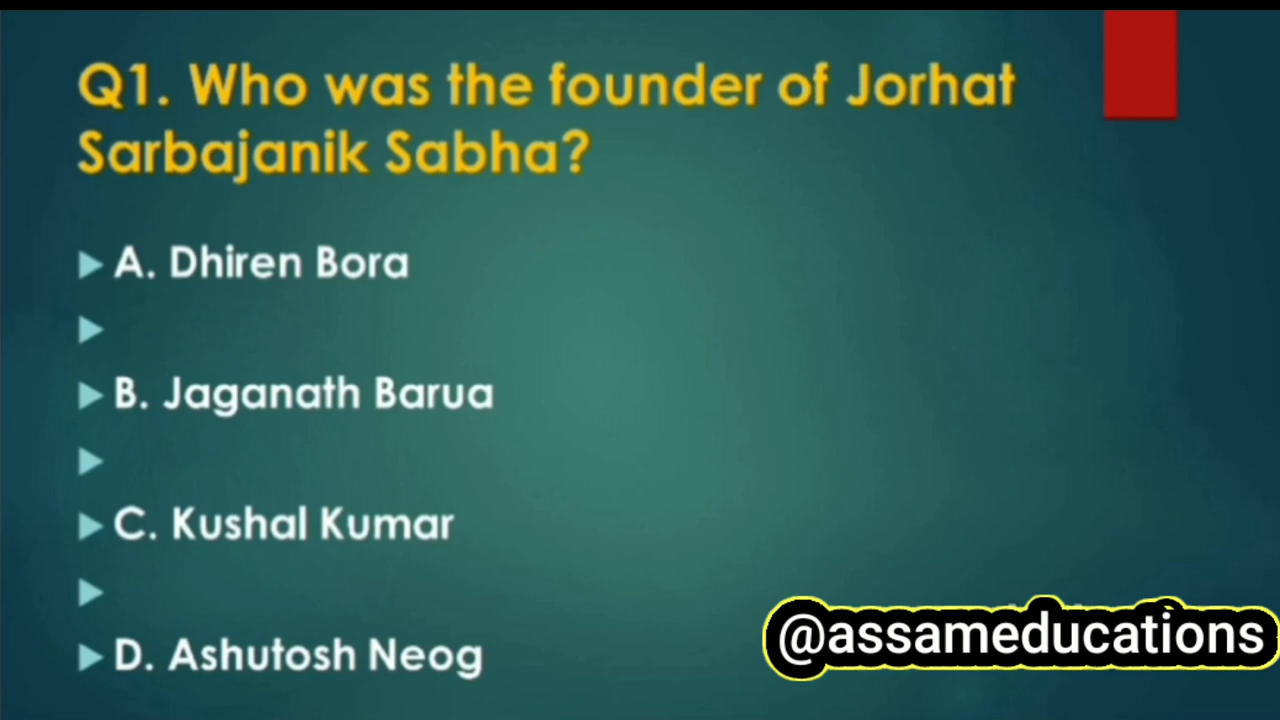 Q1. Who was the founder of Jorhat
Sarbajanik Sabha?
A. Dhiren Bora
B. Jaganath Barua
C. Kushal Kumar
D. Ashutosh Neog
@assameducations